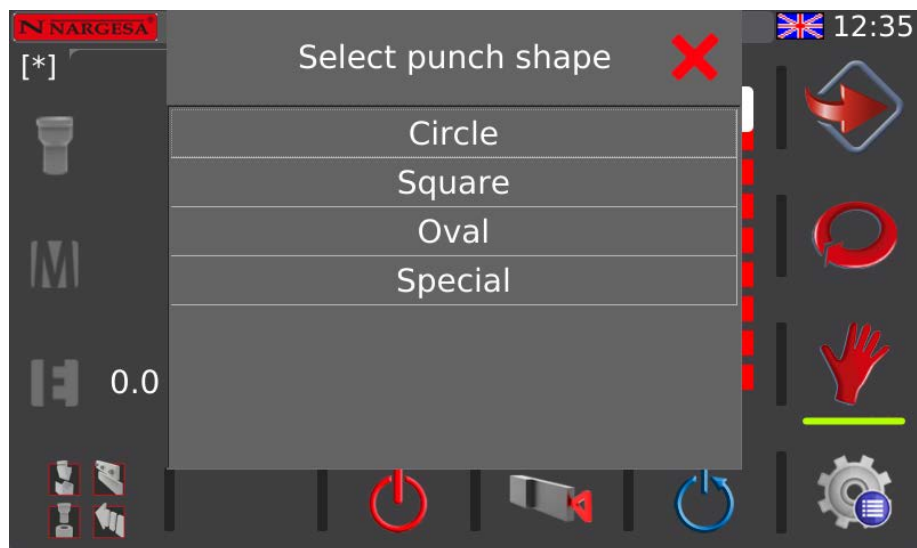 NARGESA
12:35
[*]
Select punch shape
Circle
Square
Oval
Special
0.0